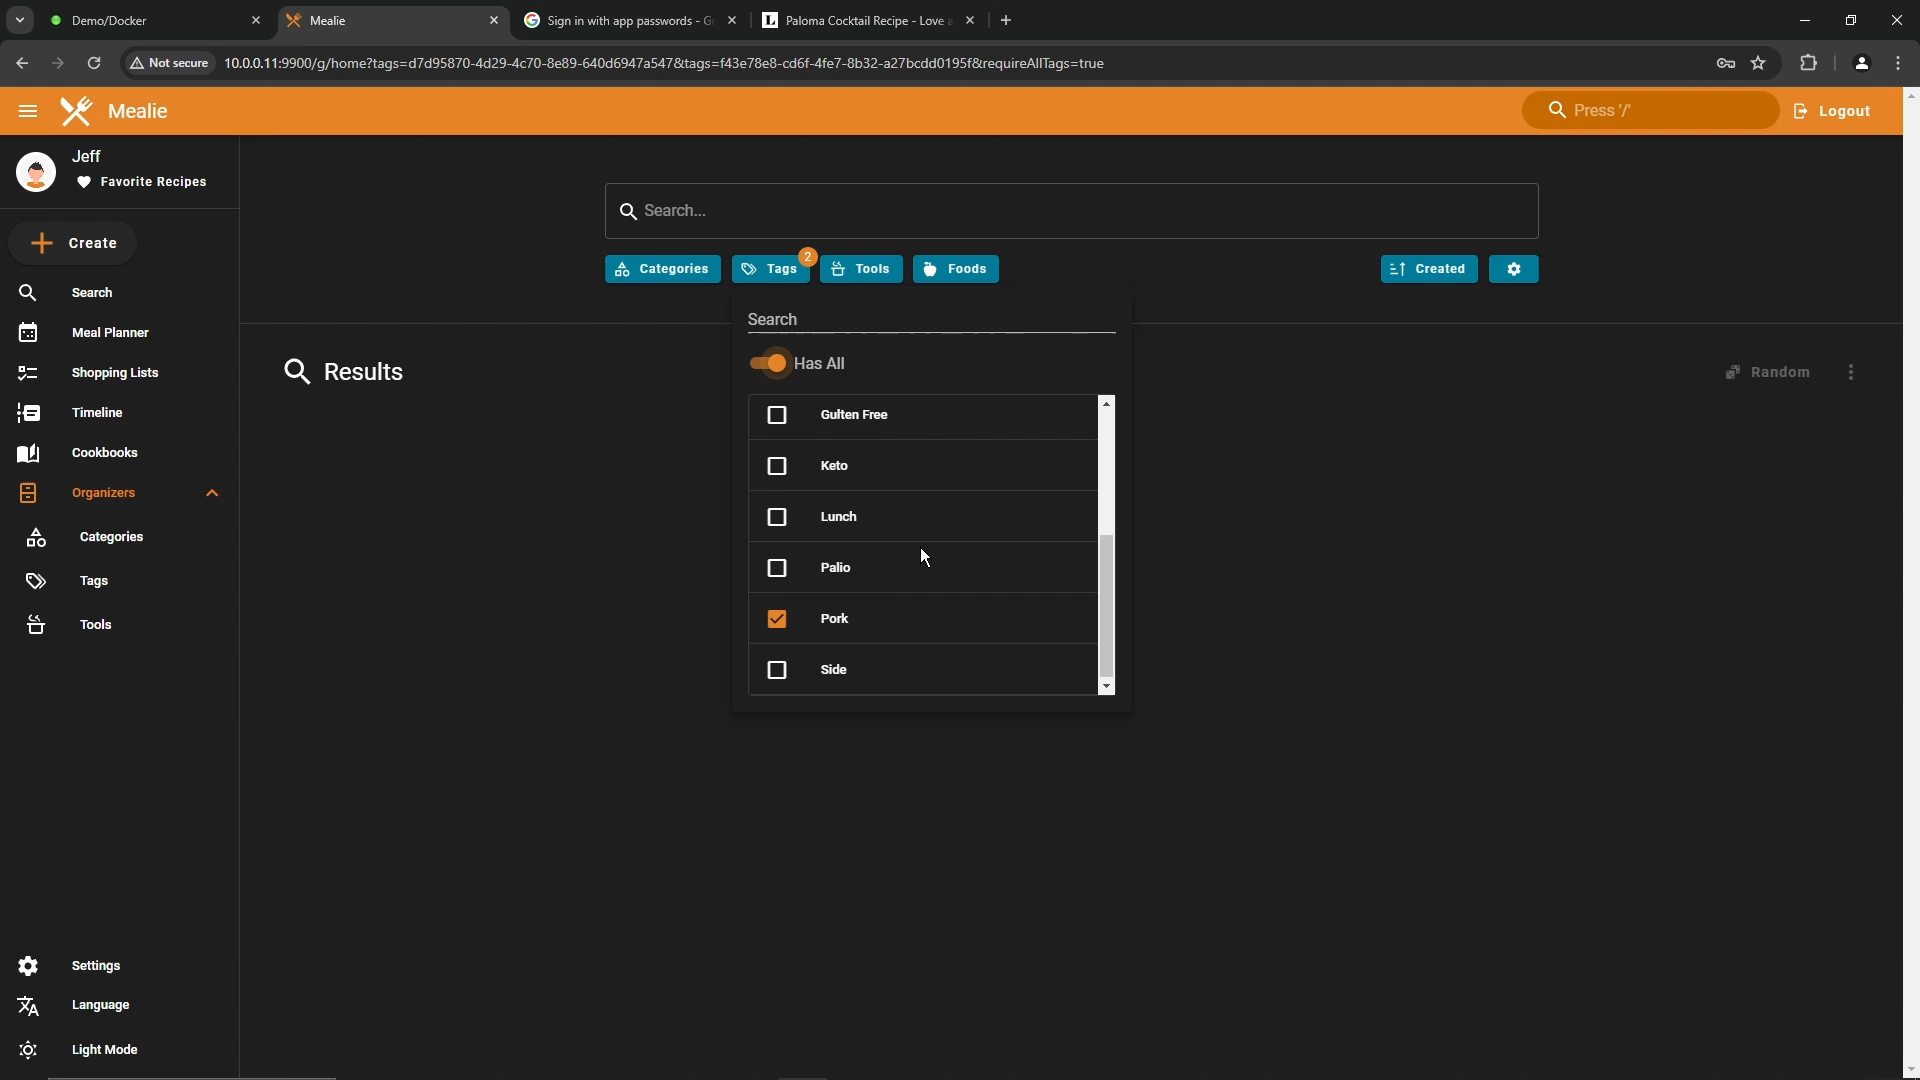 Demo/Docker
Mealie
Sign in with app passwords - G
Paloma Cocktail Recipe - Love a
Not secure
10.0.0.11:9900/g/home?tags=d7d95870-4d29-4c70-8e89-640d6947a547&tags=f43e78e8-cd6f-4fe7-8b32-a27bcdd0195f&requireAllTags=true
Mealie
Press '/'
Logout
Jeff
Favorite Recipes
Create
Search
Meal Planner
Shopping Lists
Timeline
Cookbooks
Organizers
Categories
Tags
Tools
Settings
Language
Light Mode
Search...
Categories
Tags
2
Tools
Foods
Created
Results
Random
Search
Has All
Gulten Free
Keto
Lunch
Palio
Pork
Side